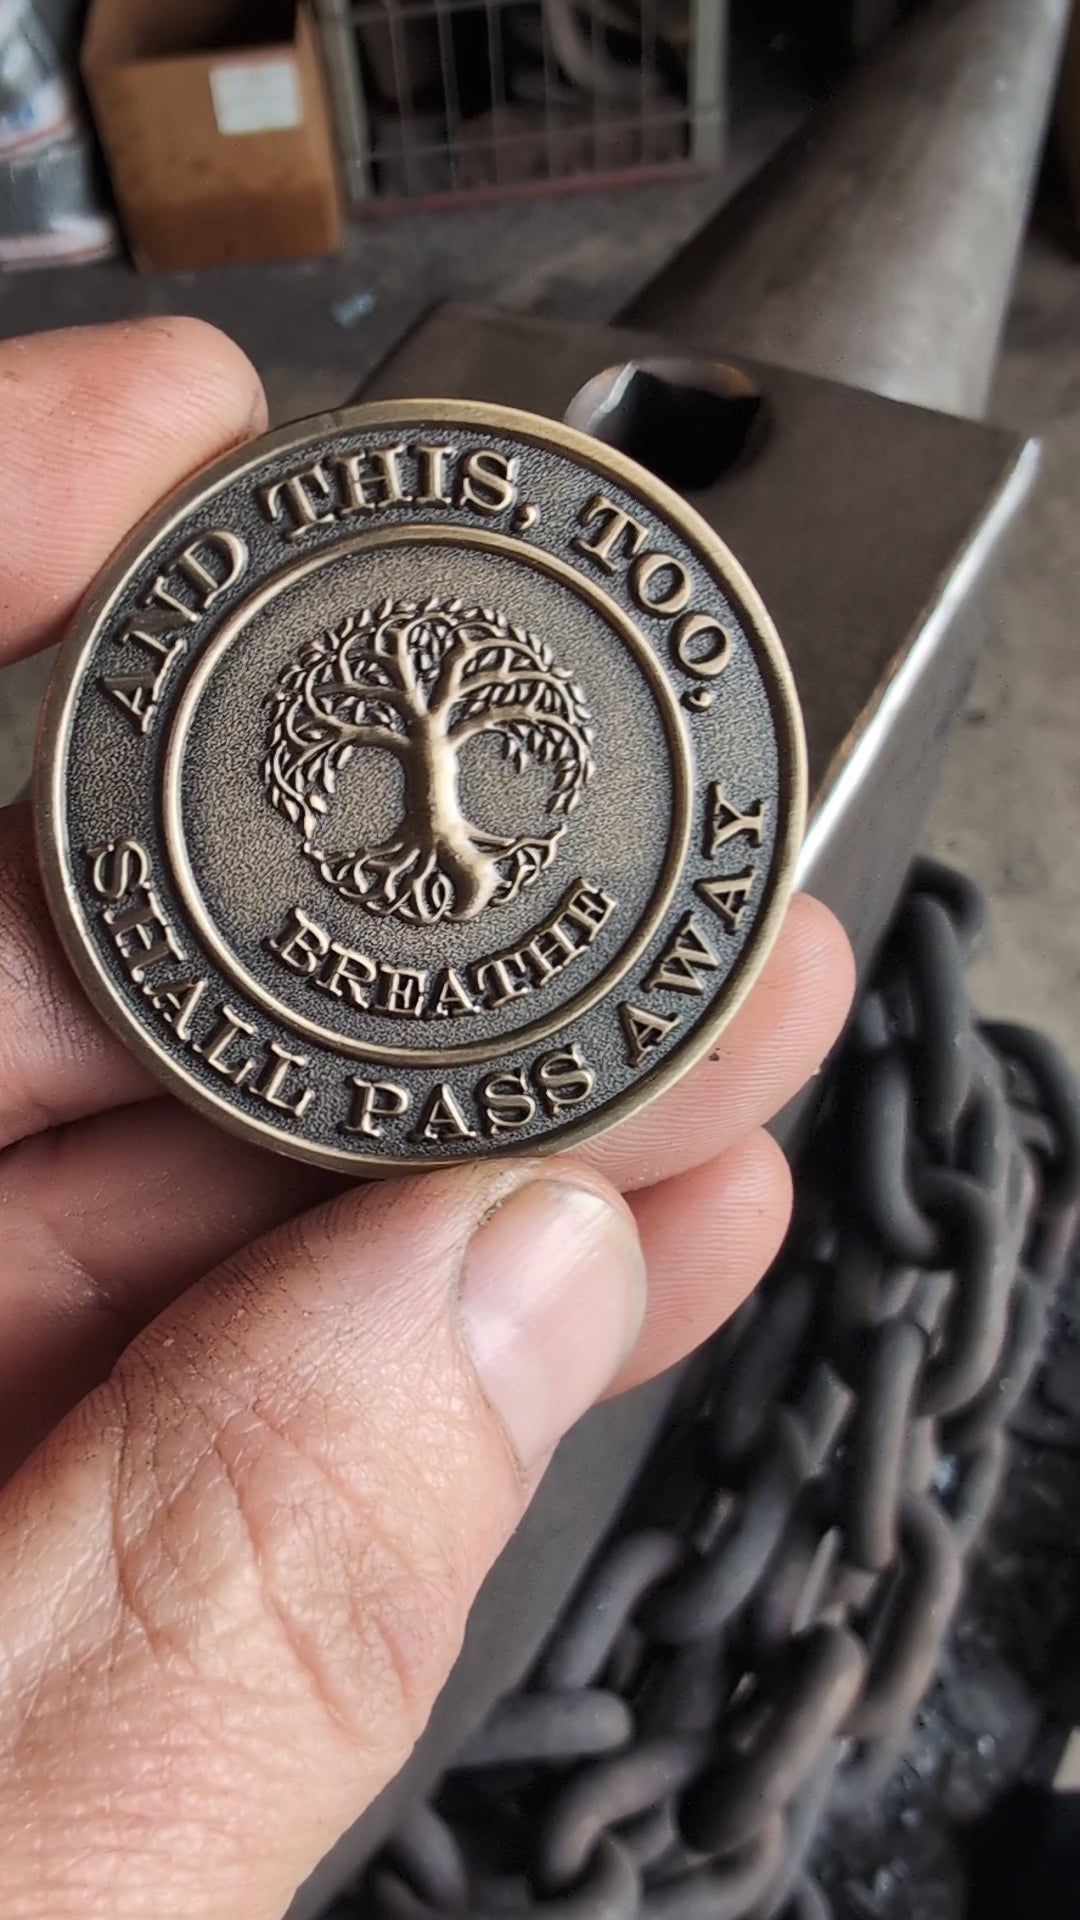 AND THIS, TOO,
SHALL PASS AWAY
BREATHE